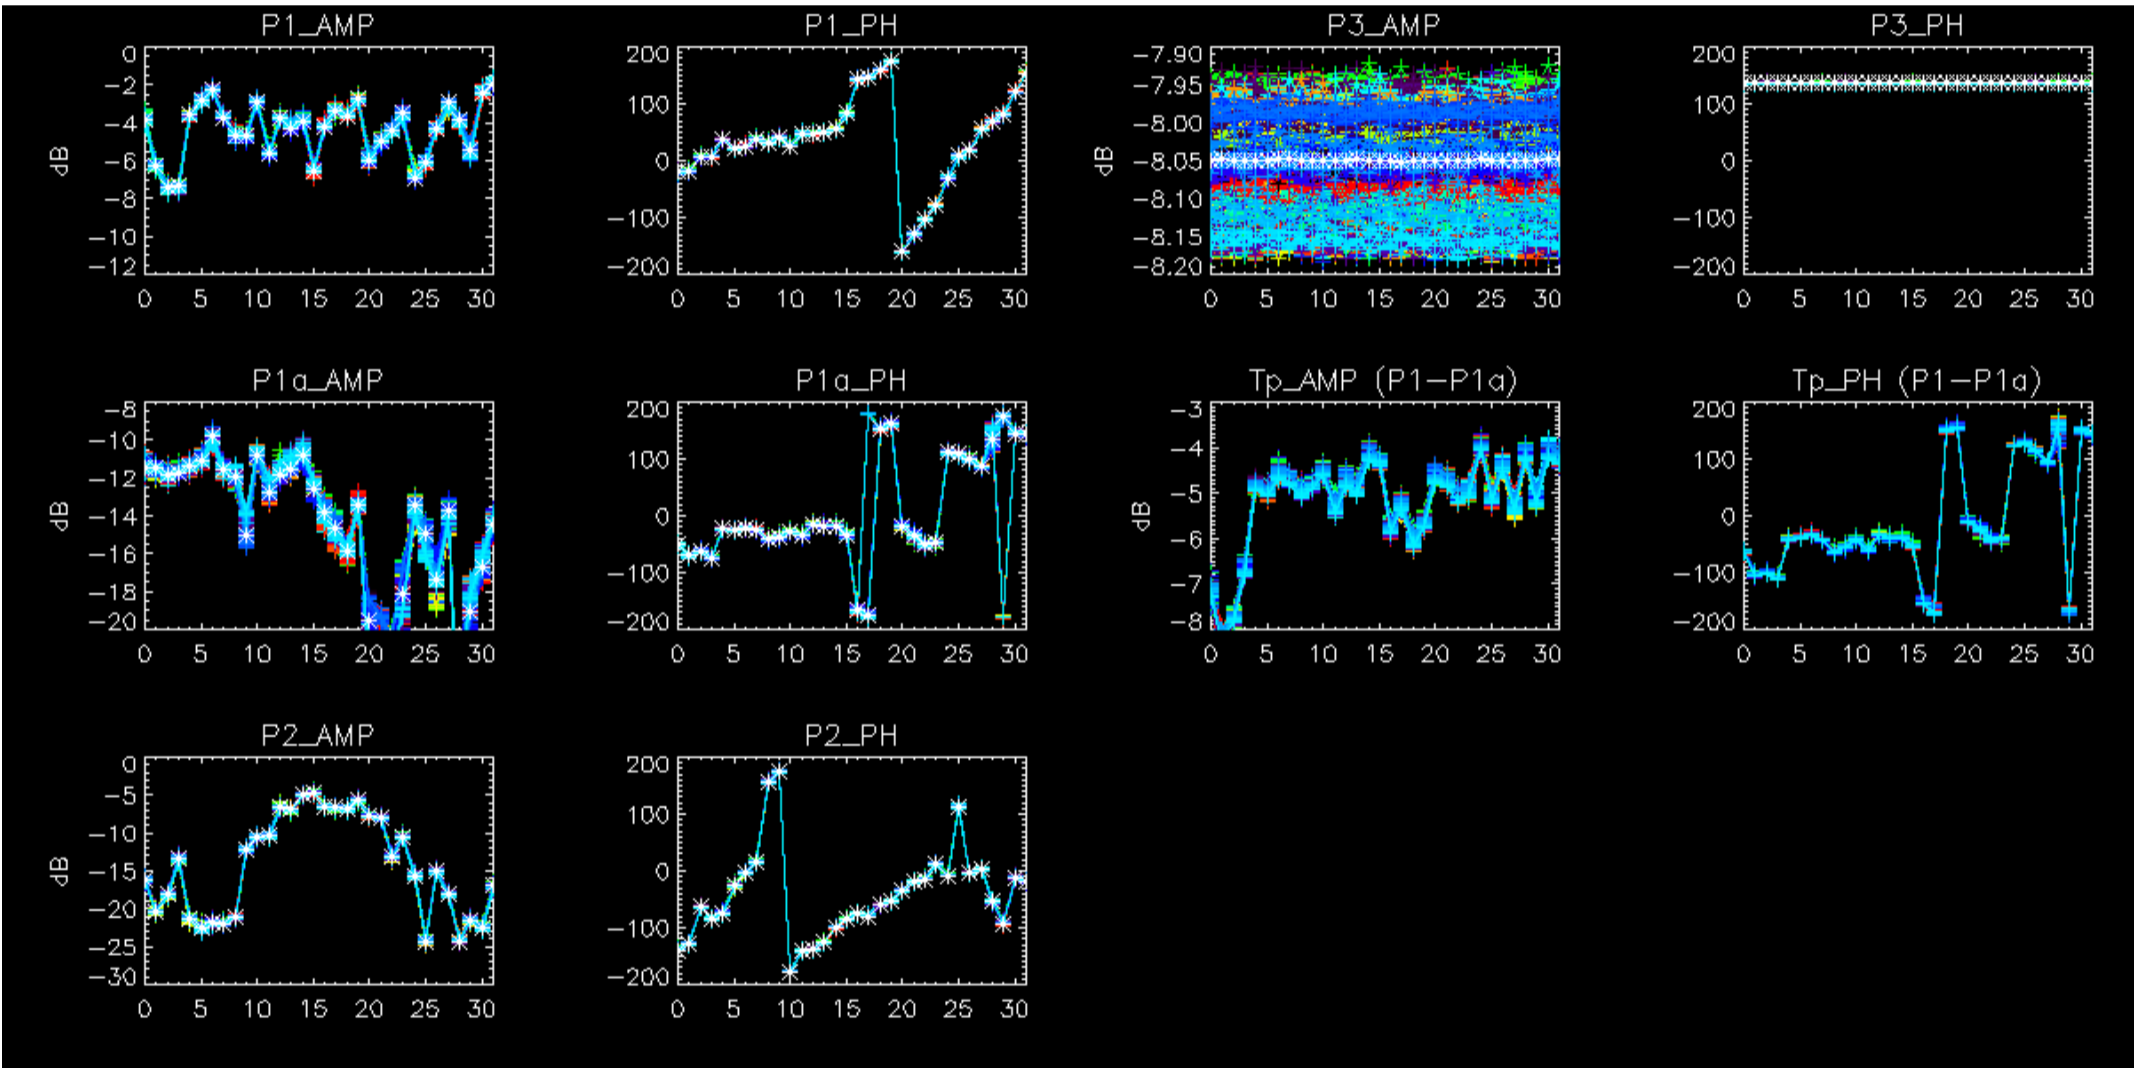 P1_AMP
0
−2
−4
−6
−8
−10
−12
dB
0 5 10 15 20 25 30
P1_PH
200
100
0
−100
−200
0 5 10 15 20 25 30
P3_AMP
−7.90
−7.95
−8.00
−8.05
−8.10
−8.15
−8.20
dB
0 5 10 15 20 25 30
P3_PH
200
100
0
−100
−200
0 5 10 15 20 25 30
P1a_AMP
−8
−10
−12
−14
−16
−18
−20
dB
0 5 10 15 20 25 30
P1a_PH
200
100
0
−100
−200
0 5 10 15 20 25 30
Tp_AMP (P1−P1a)
−3
−4
−5
−6
−7
−8
dB
0 5 10 15 20 25 30
Tp_PH (P1−P1a)
200
100
0
−100
−200
0 5 10 15 20 25 30
P2_AMP
0
−5
−10
−15
−20
−25
−30
dB
0 5 10 15 20 25 30
P2_PH
200
100
0
−100
−200
0 5 10 15 20 25 30